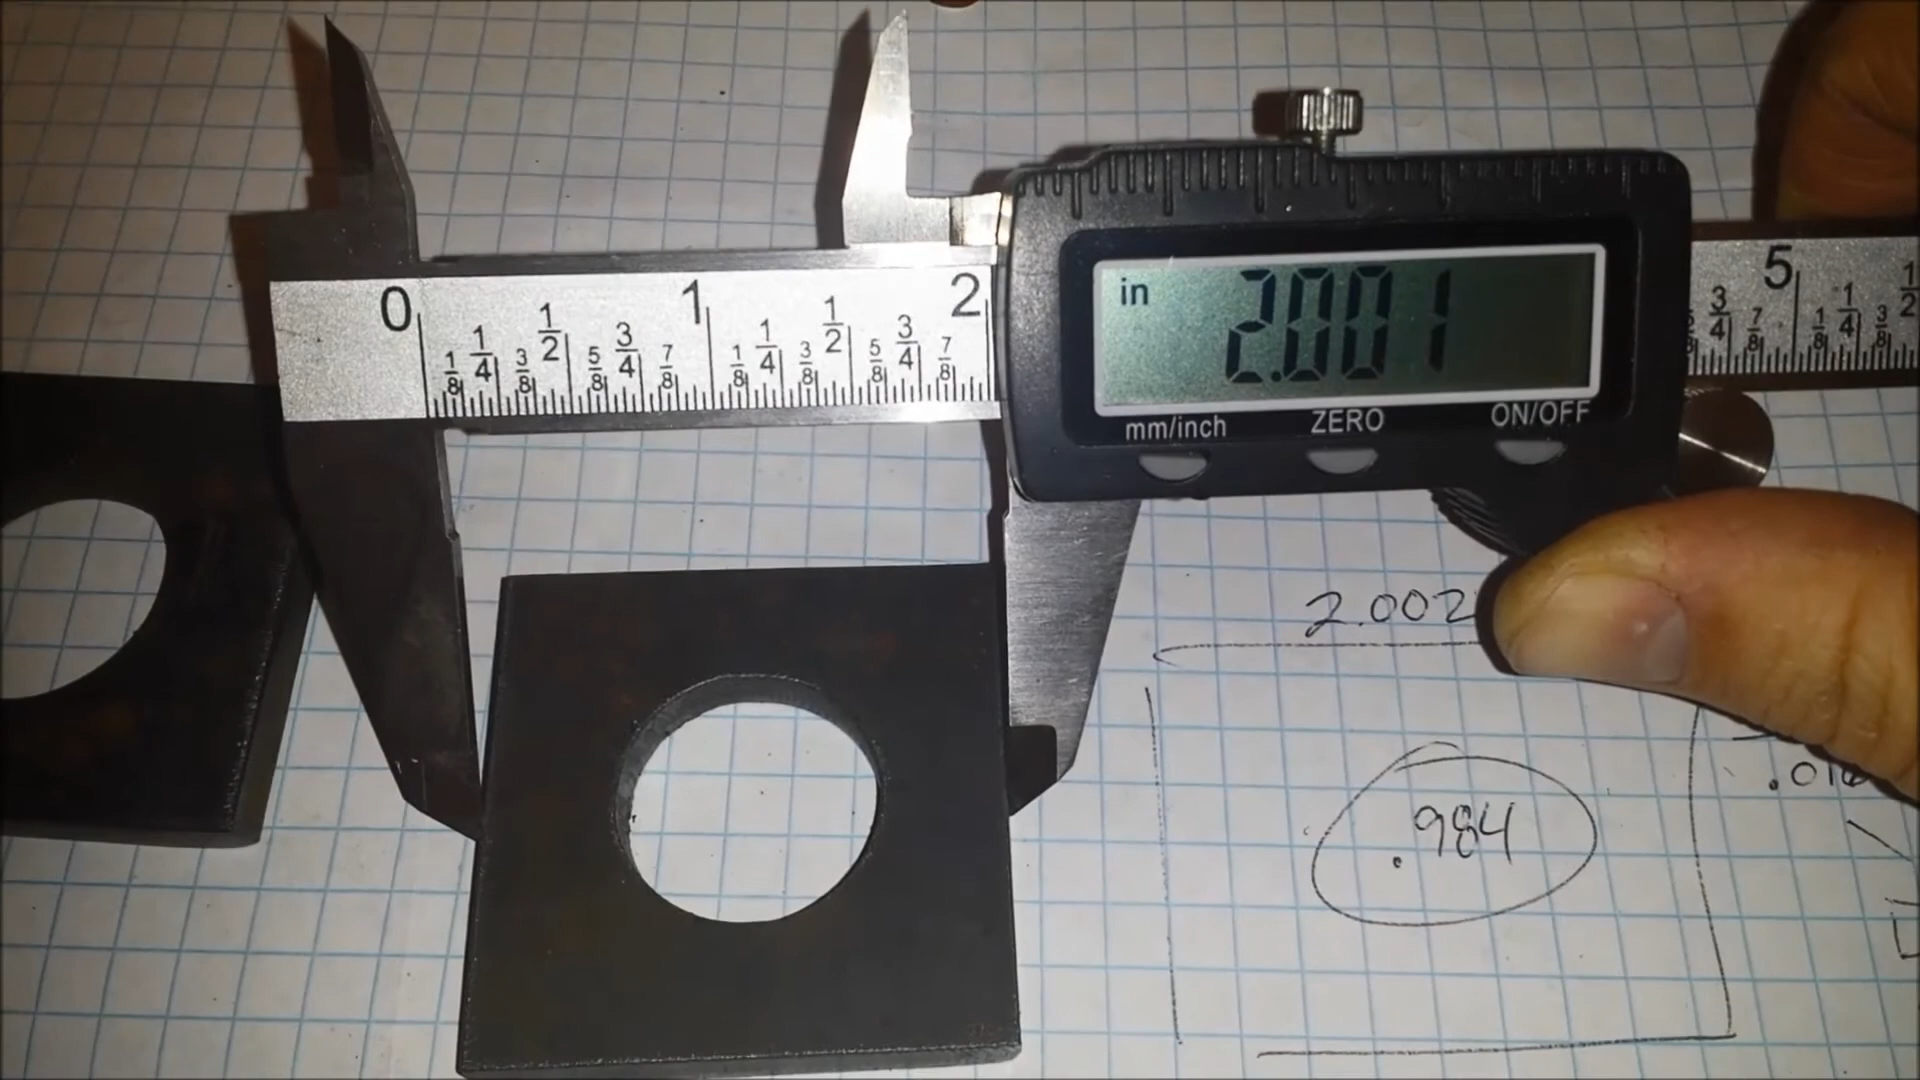 0 1/8 1/4 3/8 1/2 5/8 3/4 7/8 1 1/8 1/4 3/8 1/2 5/8 3/4 7/8 2
in 2.001
mm/inch ZERO ON/OFF
3/4 7/8 5 1/8 1/4 3/8 1/2
2.002
.984